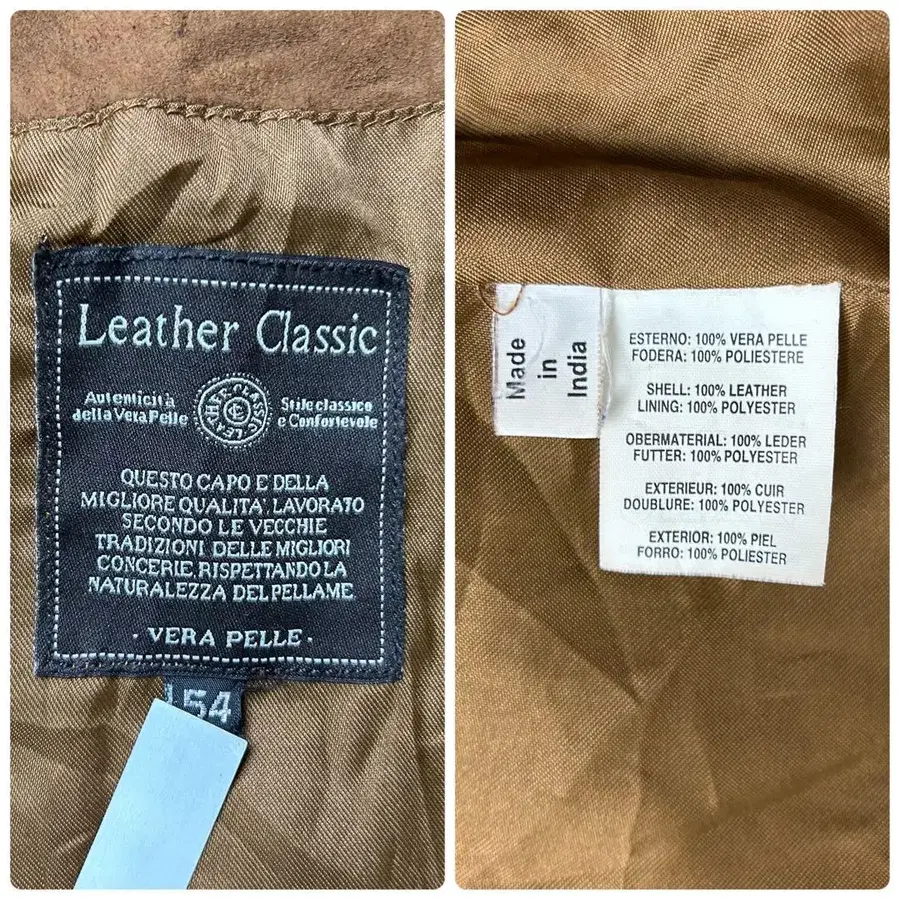 Leather Classic
Autenticità
della Vera Pelle
LEATHER CLASSIC
Stile classico
e Confortevole
QUESTO CAPO E' DELLA
MIGLIORE QUALITA', LAVORATO
SECONDO LE VECCHIE
TRADIZIONI DELLE MIGLIORI
CONCERIE, RISPETTANDO LA
NATURALEZZA DEL PELLAME.
· VERA PELLE ·
54
Made
in
India
ESTERNO: 100% VERA PELLE
FODERA: 100% POLIESTERE
SHELL: 100% LEATHER
LINING: 100% POLYESTER
OBERMATERIAL: 100% LEDER
FUTTER: 100% POLYESTER
EXTERIEUR: 100% CUIR
DOUBLURE: 100% POLYESTER
EXTERIOR: 100% PIEL
FORRO: 100% POLIESTER